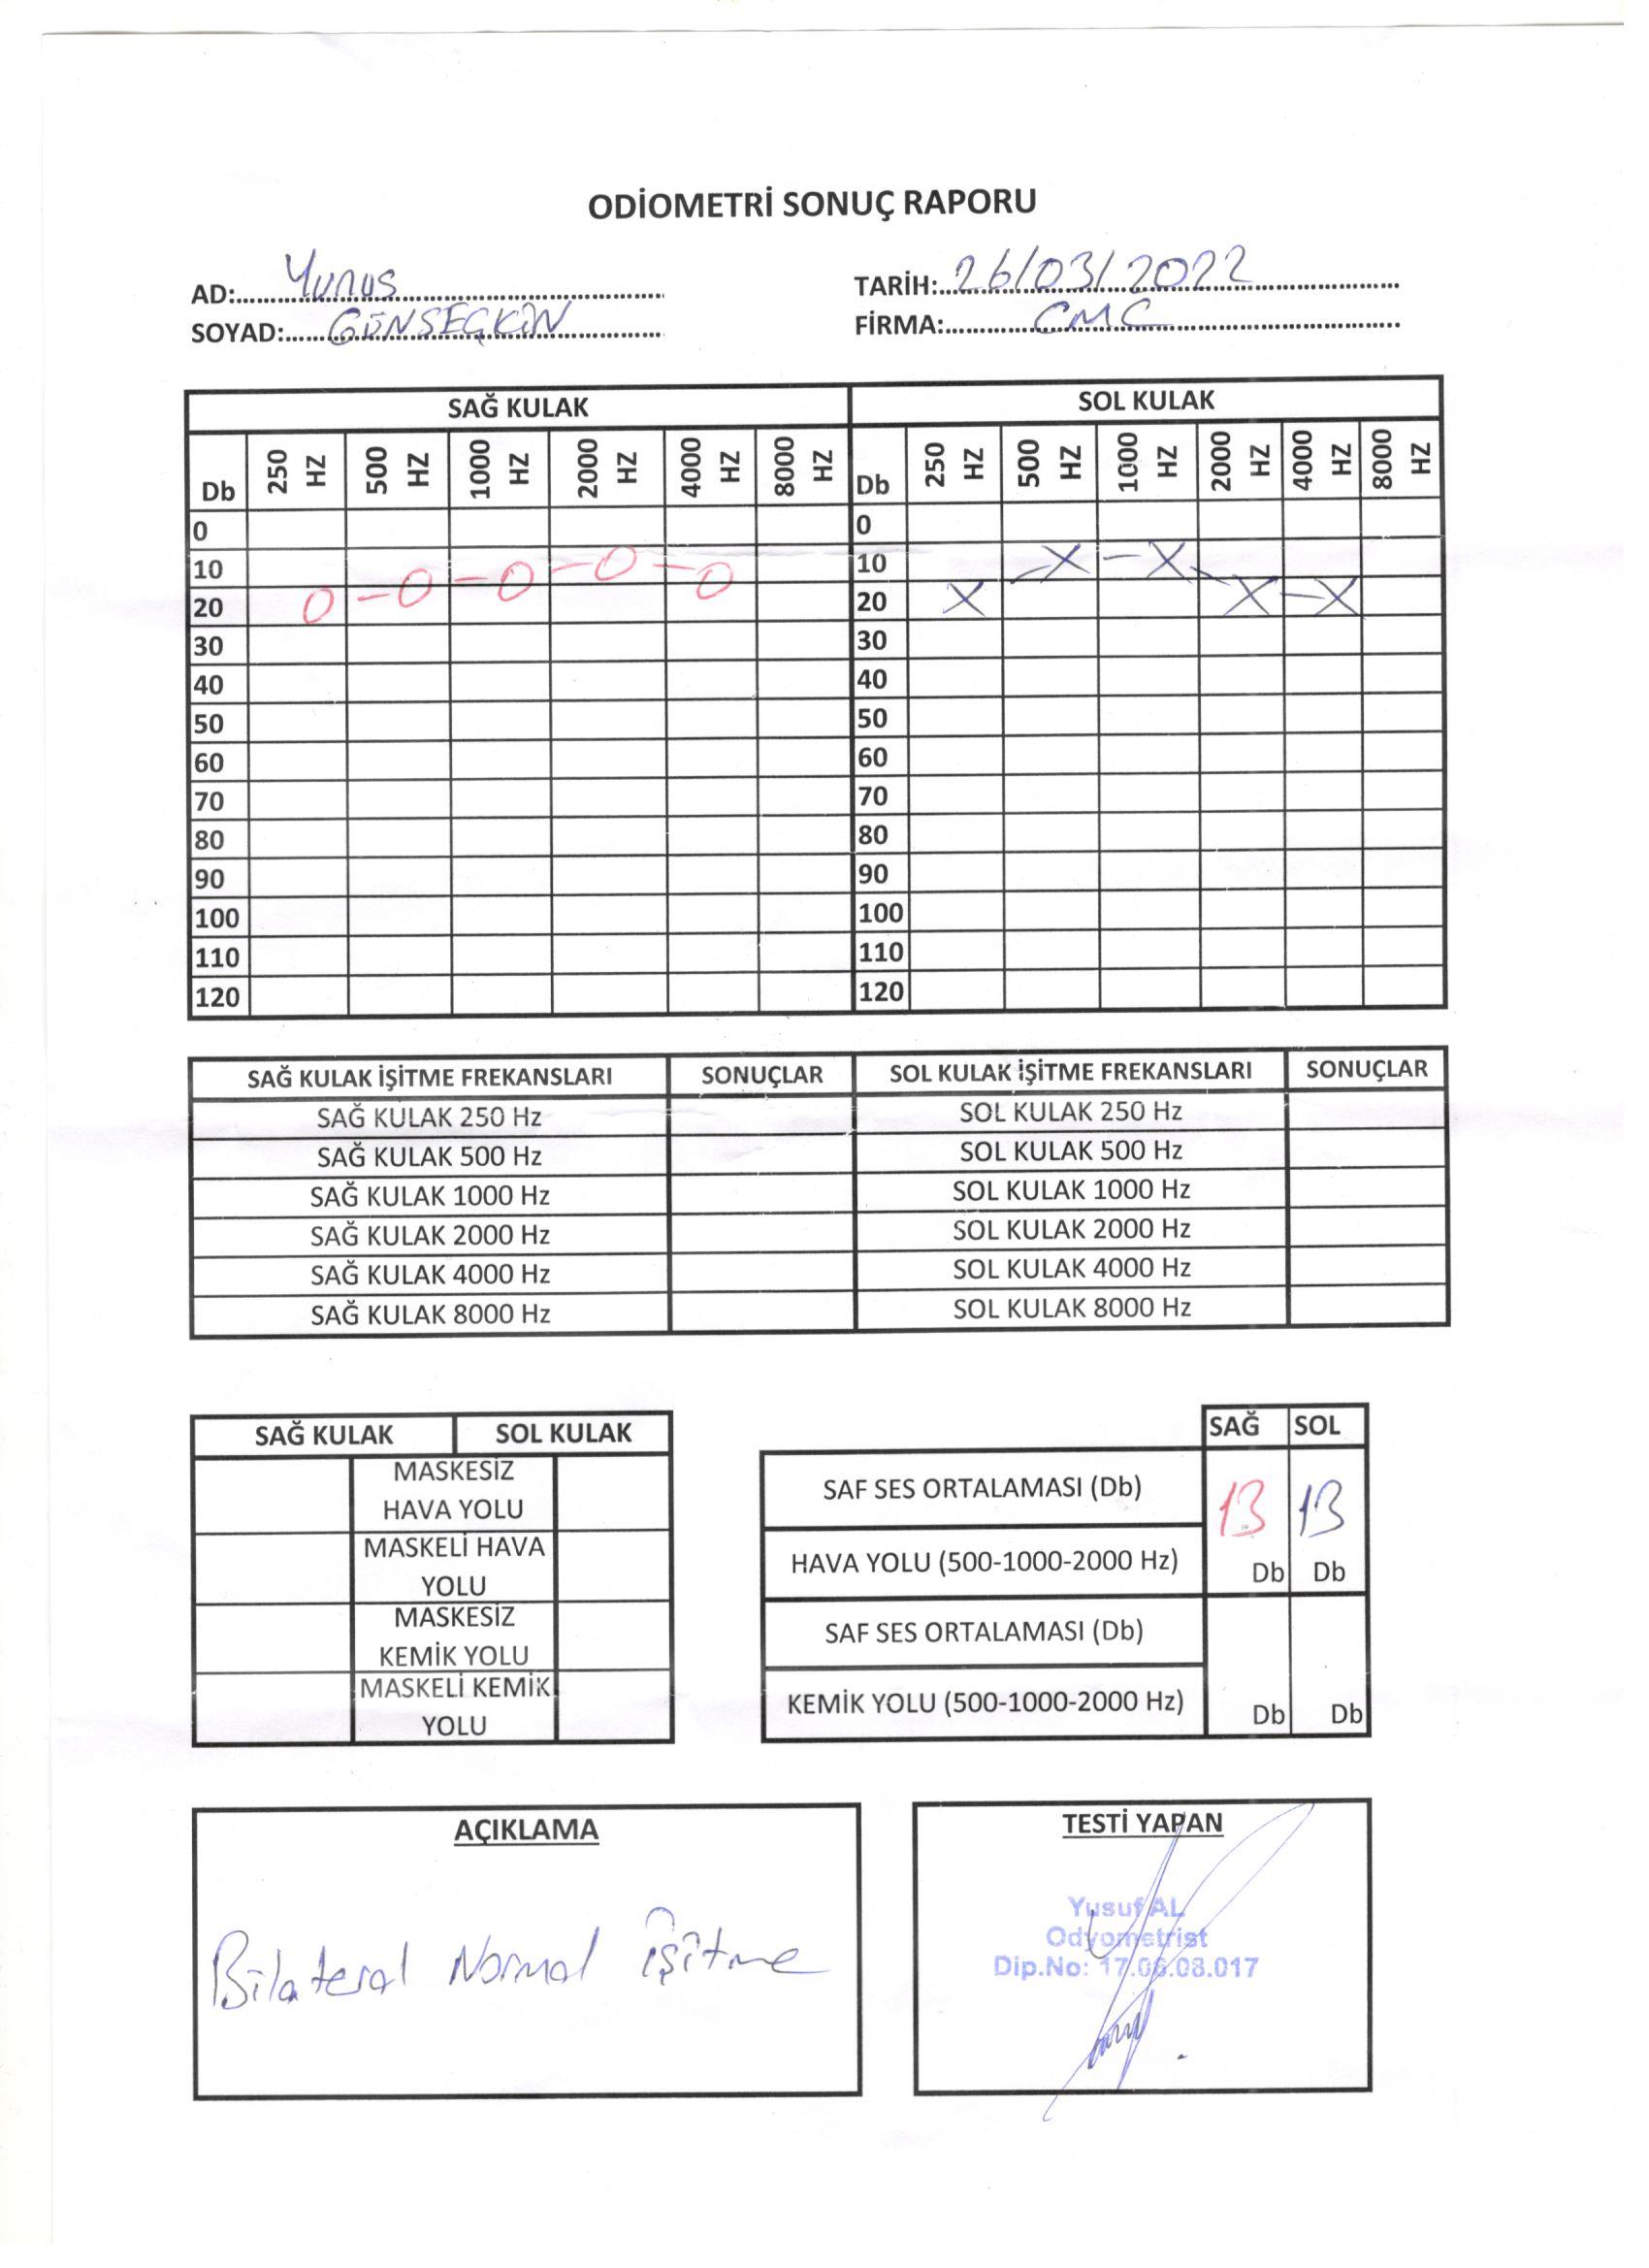 ODİOMETRİ SONUÇ RAPORU
AD: Yunus TARİH: 26/03/2022
SOYAD: GÜNSEÇKİN FİRMA: CMC
SAĞ KULAK SOL KULAK
Db 250 HZ 500 HZ 1000 HZ 2000 HZ 4000 HZ 8000 HZ Db 250 HZ 500 HZ 1000 HZ 2000 HZ 4000 HZ 8000 HZ
0 0
10 10
20 20
30 30
40 40
50 50
60 60
70 70
80 80
90 90
100 100
110 110
120 120
SAĞ KULAK İŞİTME FREKANSLARI SONUÇLAR SOL KULAK İŞİTME FREKANSLARI SONUÇLAR
SAĞ KULAK 250 Hz SOL KULAK 250 Hz
SAĞ KULAK 500 Hz SOL KULAK 500 Hz
SAĞ KULAK 1000 Hz SOL KULAK 1000 Hz
SAĞ KULAK 2000 Hz SOL KULAK 2000 Hz
SAĞ KULAK 4000 Hz SOL KULAK 4000 Hz
SAĞ KULAK 8000 Hz SOL KULAK 8000 Hz
SAĞ KULAK SOL KULAK
MASKESİZ
HAVA YOLU
MASKELİ HAVA
YOLU
MASKESİZ
KEMİK YOLU
MASKELİ KEMİK
YOLU
SAĞ SOL
SAF SES ORTALAMASI (Db) 13 13
HAVA YOLU (500-1000-2000 Hz) Db Db
SAF SES ORTALAMASI (Db)
KEMİK YOLU (500-1000-2000 Hz) Db Db
AÇIKLAMA
Bilateral Normal işitme
TESTİ YAPAN
Yusuf AL
Odyometrist
Dip.No: 17.06.08.017